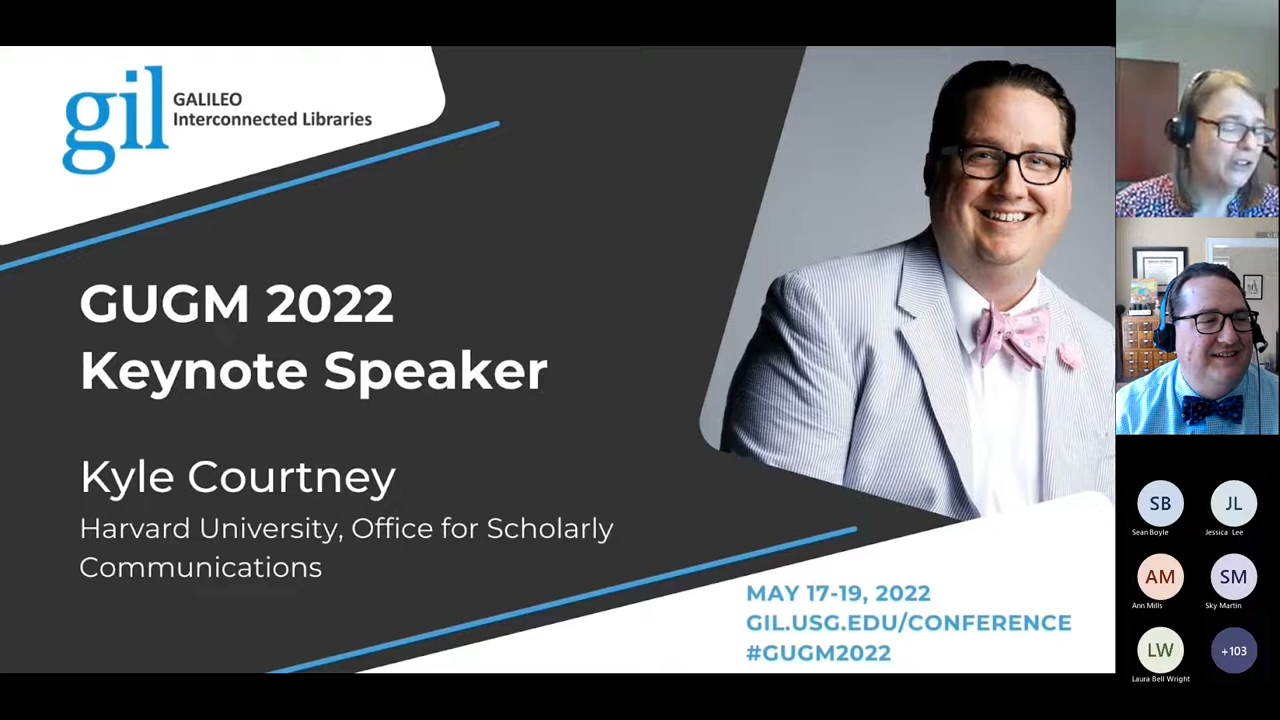 gil
GALILEO
Interconnected Libraries
GUGM 2022
Keynote Speaker
Kyle Courtney
Harvard University, Office for Scholarly
Communications
MAY 17-19, 2022
GIL.USG.EDU/CONFERENCE
#GUGM2022
SB
Sean Boyle
JL
Jessica Lee
AM
Ann Mills
SM
Sky Martin
LW
Laura Bell Wright
+103